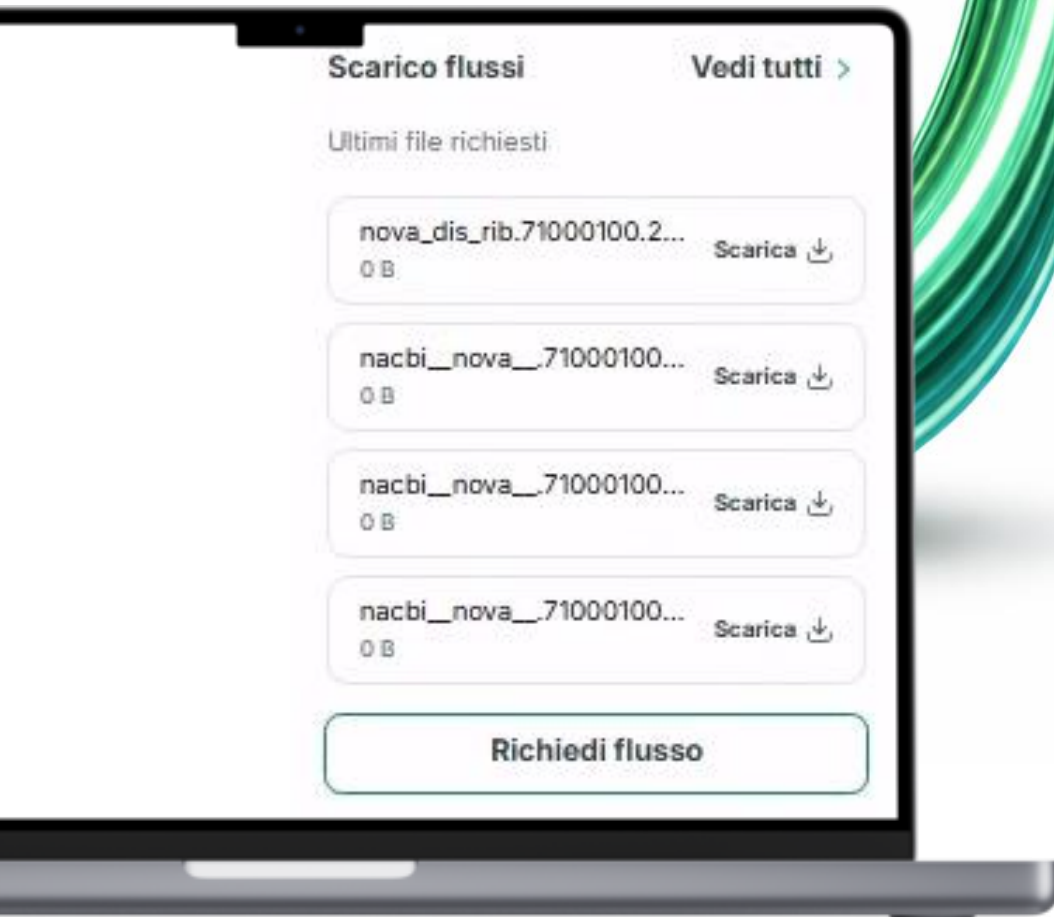 Scarico flussi
Vedi tutti >
Ultimi file richiesti
nova_dis_rib.71000100.2...
Scarica
0 B
nacbi__nova__.71000100...
Scarica
0 B
nacbi__nova__.71000100...
Scarica
0 B
nacbi__nova__.71000100...
Scarica
0 B
Richiedi flusso